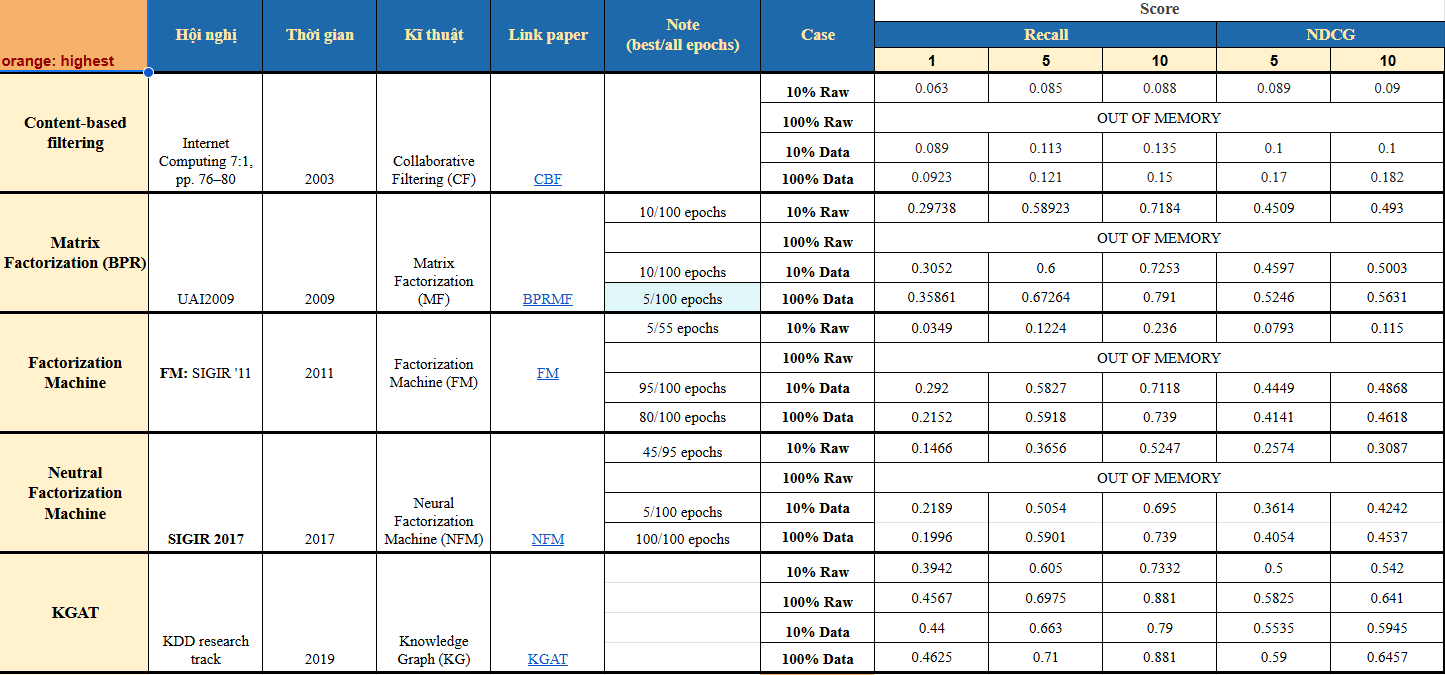 orange: highest
Hội nghị
Thời gian
Kĩ thuật
Link paper
Note
(best/all epochs)
Case
Score
Recall
NDCG
1
5
10
5
10
Content-based
filtering
Internet
Computing 7:1,
pp. 76–80
2003
Collaborative
Filtering (CF)
CBF
10% Raw
0.063
0.085
0.088
0.089
0.09
100% Raw
OUT OF MEMORY
10% Data
0.089
0.113
0.135
0.1
0.1
100% Data
0.0923
0.121
0.15
0.17
0.182
Matrix
Factorization (BPR)
UAI2009
2009
Matrix
Factorization
(MF)
BPRMF
10/100 epochs
10% Raw
0.29738
0.58923
0.7184
0.4509
0.493
100% Raw
OUT OF MEMORY
10/100 epochs
10% Data
0.3052
0.6
0.7253
0.4597
0.5003
5/100 epochs
100% Data
0.35861
0.67264
0.791
0.5246
0.5631
Factorization
Machine
FM: SIGIR '11
2011
Factorization
Machine (FM)
FM
5/55 epochs
10% Raw
0.0349
0.1224
0.236
0.0793
0.115
100% Raw
OUT OF MEMORY
95/100 epochs
10% Data
0.292
0.5827
0.7118
0.4449
0.4868
80/100 epochs
100% Data
0.2152
0.5918
0.739
0.4141
0.4618
Neutral
Factorization
Machine
SIGIR 2017
2017
Neural
Factorization
Machine (NFM)
NFM
45/95 epochs
10% Raw
0.1466
0.3656
0.5247
0.2574
0.3087
100% Raw
OUT OF MEMORY
5/100 epochs
10% Data
0.2189
0.5054
0.695
0.3614
0.4242
100/100 epochs
100% Data
0.1996
0.5901
0.739
0.4054
0.4537
KGAT
KDD research
track
2019
Knowledge
Graph (KG)
KGAT
10% Raw
0.3942
0.605
0.7332
0.5
0.542
100% Raw
0.4567
0.6975
0.881
0.5825
0.641
10% Data
0.44
0.663
0.79
0.5535
0.5945
100% Data
0.4625
0.71
0.881
0.59
0.6457